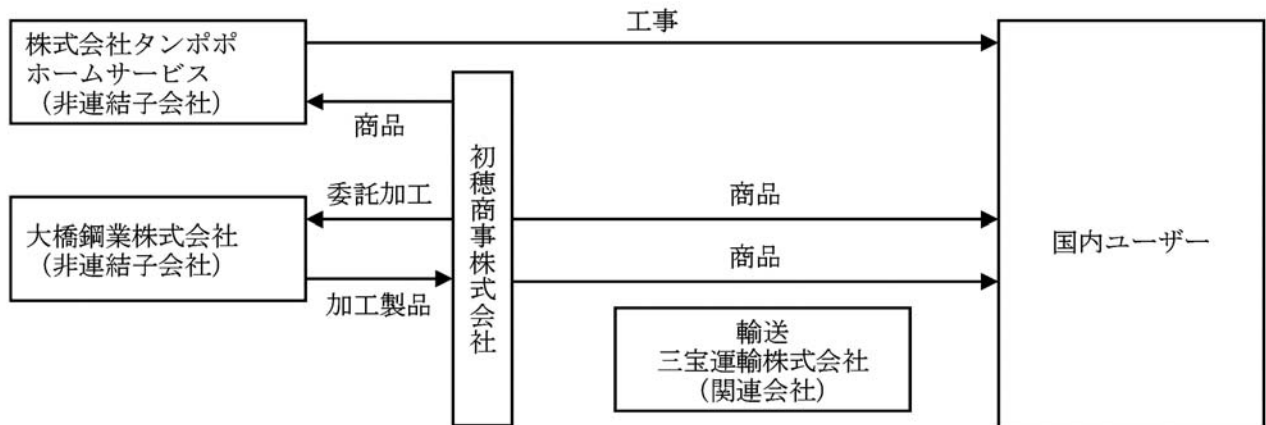 工事
株式会社タンポポ
ホームサービス
（非連結子会社）
商品
初穂商事株式会社
委託加工
商品
大橋鋼業株式会社
（非連結子会社）
国内ユーザー
商品
加工製品
輸送
三宝運輸株式会社
（関連会社）